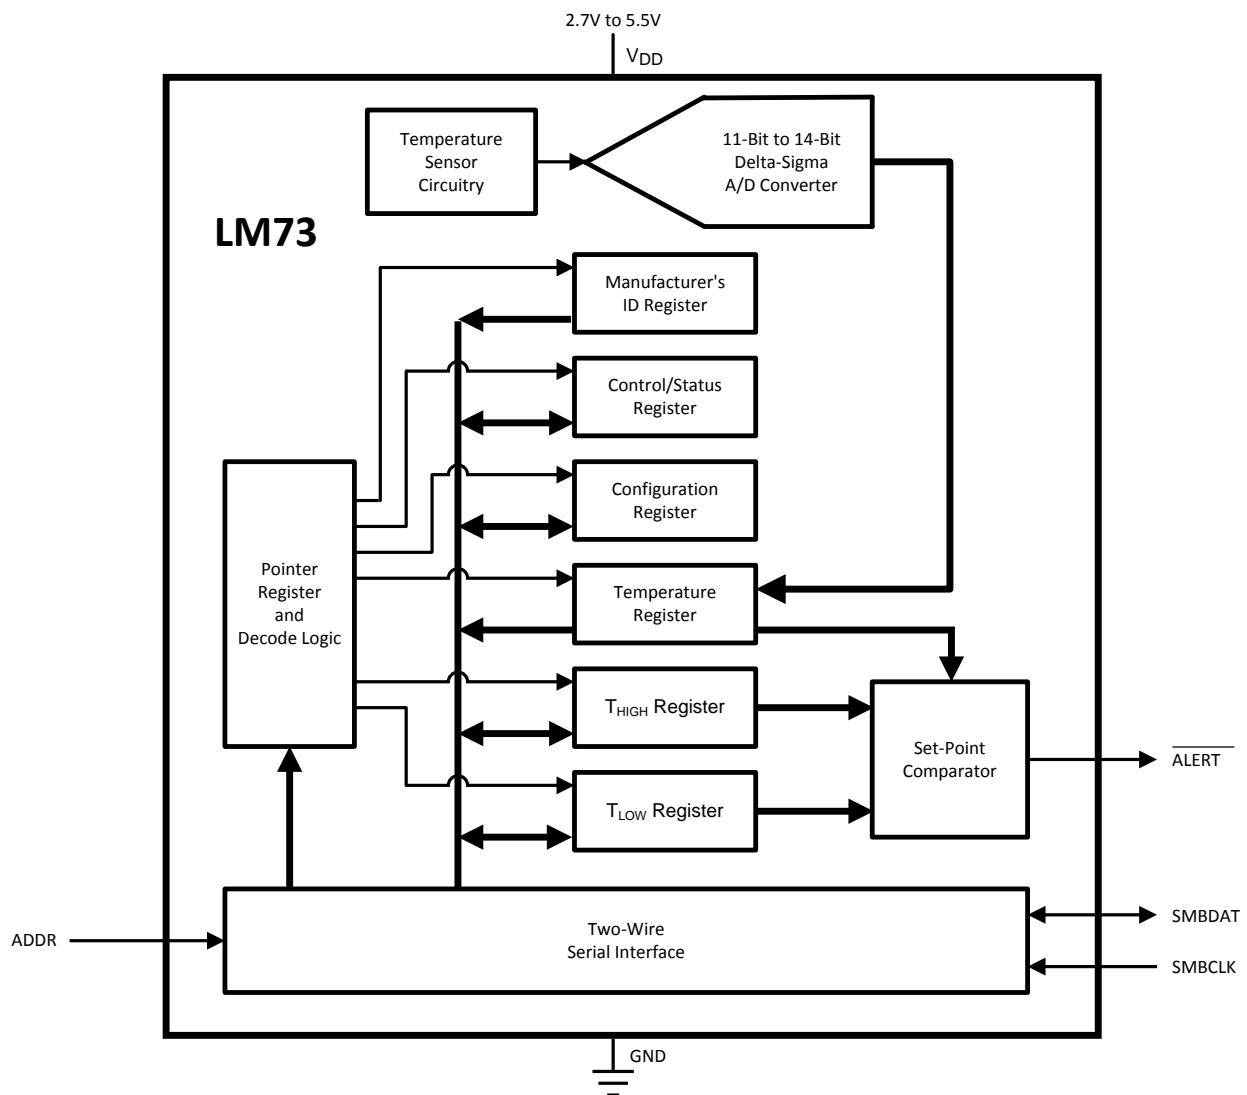 2.7V to 5.5V
VDD
Temperature
Sensor
Circuitry
11-Bit to 14-Bit
Delta-Sigma
A/D Converter
LM73
Manufacturer's
ID Register
Control/Status
Register
Configuration
Register
Pointer
Register
and
Decode Logic
Temperature
Register
THIGH Register
Set-Point
Comparator
ALERT
TLOW Register
ADDR
Two-Wire
Serial Interface
SMBDAT
SMBCLK
GND